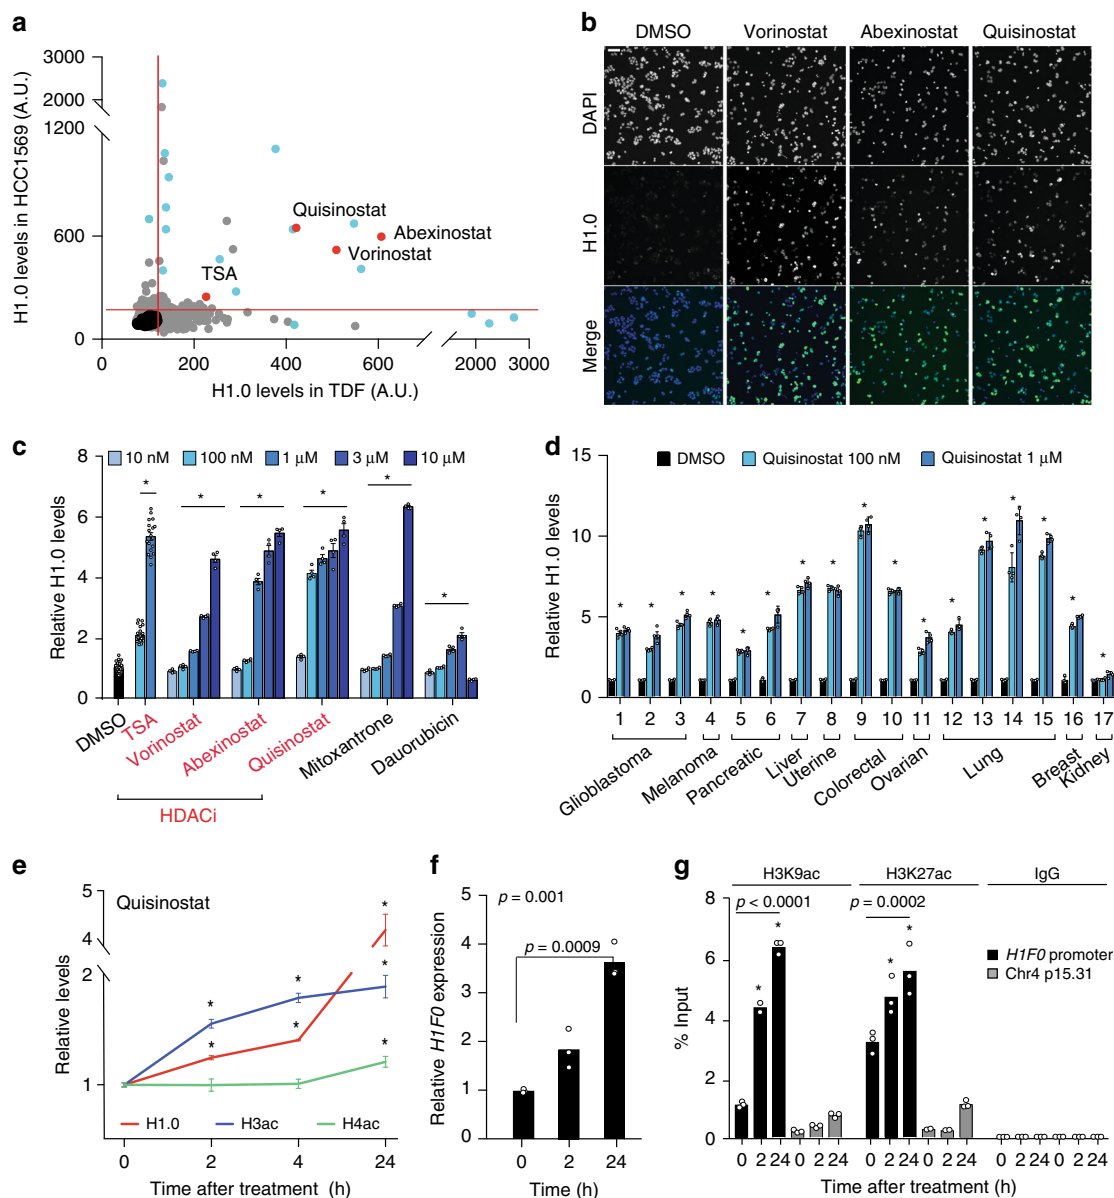 a
3000
2000
1200
600
0
H1.0 levels in HCC1569 (A.U.)
Quisinostat
Abexinostat
Vorinostat
TSA
0 200 400 600 2000 3000
H1.0 levels in TDF (A.U.)
b
DMSO Vorinostat Abexinostat Quisinostat
DAPI
H1.0
Merge
c
10 nM 100 nM 1 µM 3 µM 10 µM
Relative H1.0 levels
8
6
4
2
0
* * * * * *
DMSO
TSA
Vorinostat
Abexinostat
Quisinostat
Mitoxantrone
Dauorubicin
HDACi
d
DMSO Quisinostat 100 nM Quisinostat 1 µM
Relative H1.0 levels
15
10
5
0
* * * * * * * * * * * * * * * * *
1 2 3 4 5 6 7 8 9 10 11 12 13 14 15 16 17
Glioblastoma
Melanoma
Pancreatic
Liver
Uterine
Colorectal
Ovarian
Lung
Breast
Kidney
e
Quisinostat
Relative levels
5
4
2
1
* * * * * * *
H1.0 H3ac H4ac
0 2 4 24
Time after treatment (h)
f
p = 0.001
p = 0.0009
Relative H1F0 expression
5
4
3
2
1
0
0 2 24
Time (h)
g
H3K9ac H3K27ac IgG
p < 0.0001 p = 0.0002
* * * *
H1F0 promoter
Chr4 p15.31
% Input
8
6
4
2
0
0 2 24 0 2 24 0 2 24 0 2 24 0 2 24 0 2 24
Time after treatment (h)